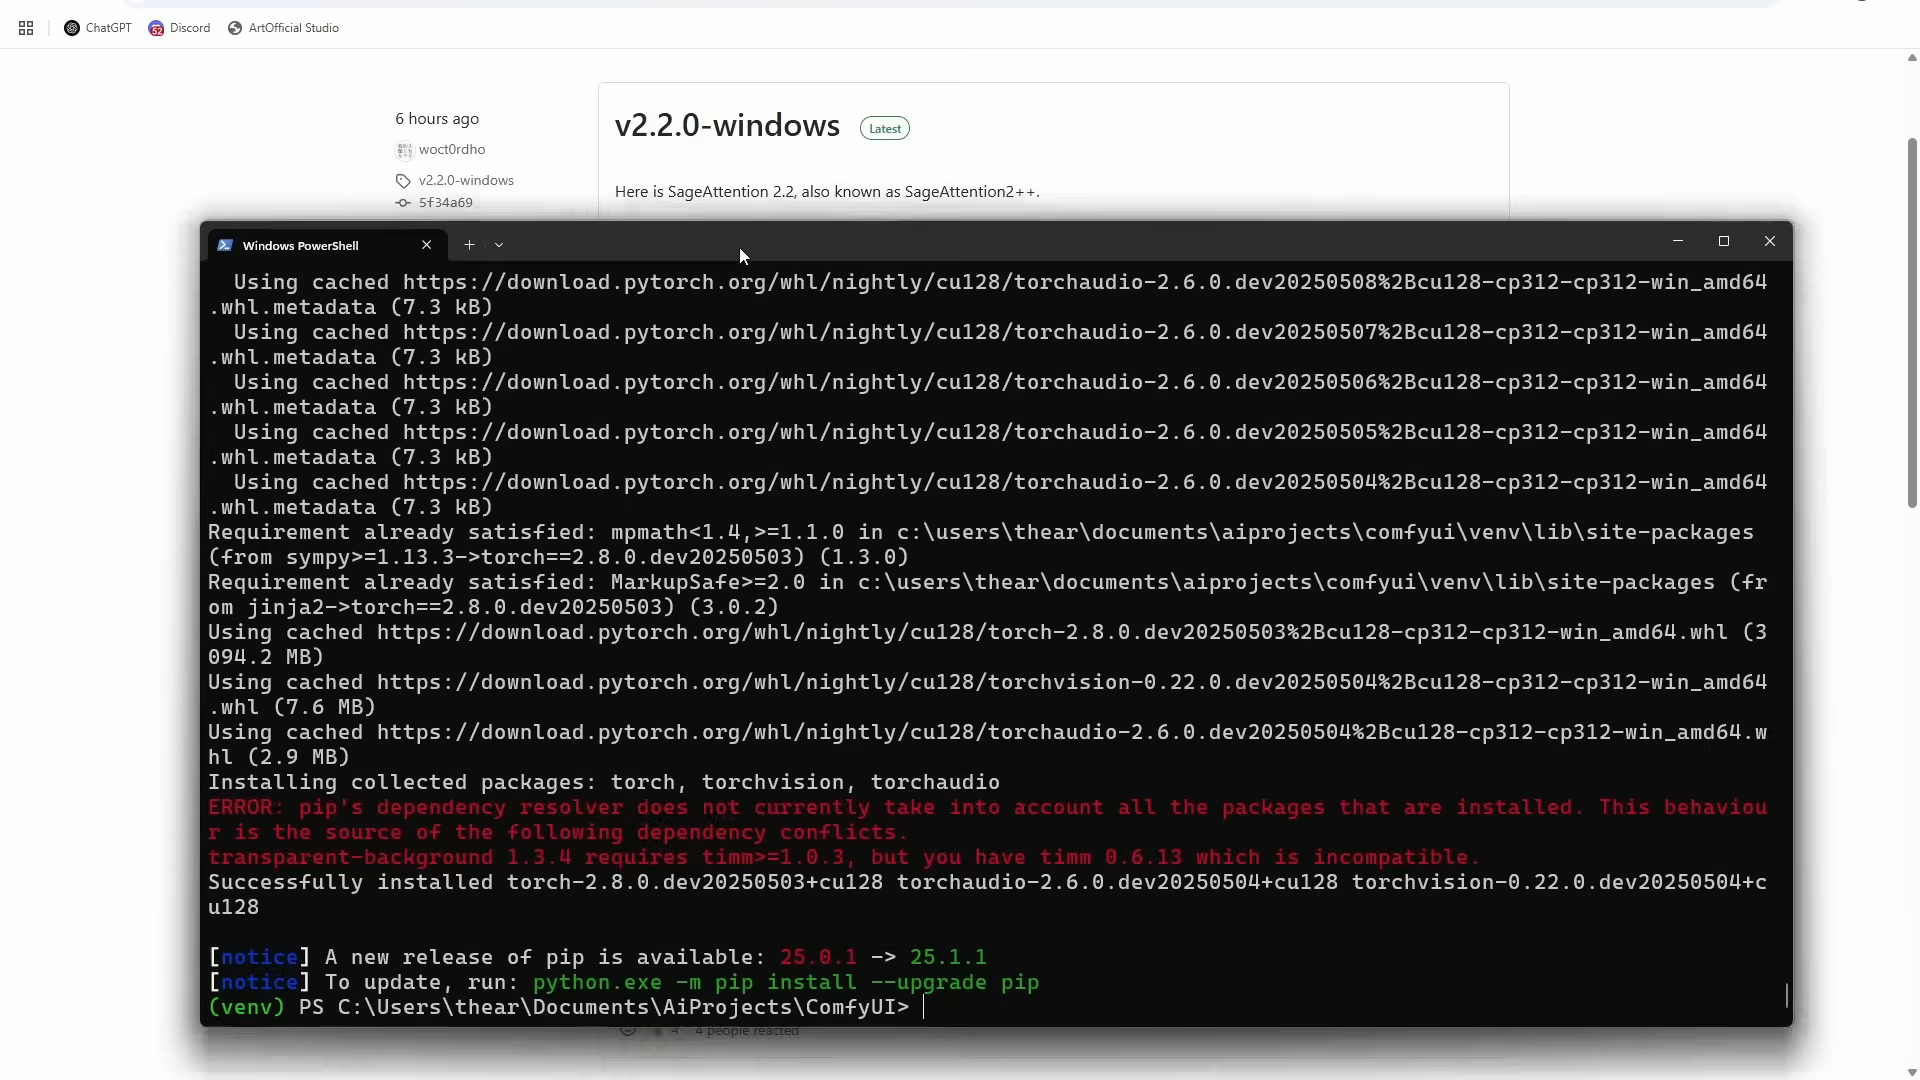 ChatGPT
52
Discord
ArtOfficial Studio
6 hours ago
woct0rdho
v2.2.0-windows
5f34a69
v2.2.0-windows
Latest
Here is SageAttention 2.2, also known as SageAttention2++.
Windows PowerShell
Using cached https://download.pytorch.org/whl/nightly/cu128/torchaudio-2.6.0.dev20250508%2Bcu128-cp312-cp312-win_amd64
.whl.metadata (7.3 kB)
Using cached https://download.pytorch.org/whl/nightly/cu128/torchaudio-2.6.0.dev20250507%2Bcu128-cp312-cp312-win_amd64
.whl.metadata (7.3 kB)
Using cached https://download.pytorch.org/whl/nightly/cu128/torchaudio-2.6.0.dev20250506%2Bcu128-cp312-cp312-win_amd64
.whl.metadata (7.3 kB)
Using cached https://download.pytorch.org/whl/nightly/cu128/torchaudio-2.6.0.dev20250505%2Bcu128-cp312-cp312-win_amd64
.whl.metadata (7.3 kB)
Using cached https://download.pytorch.org/whl/nightly/cu128/torchaudio-2.6.0.dev20250504%2Bcu128-cp312-cp312-win_amd64
.whl.metadata (7.3 kB)
Requirement already satisfied: mpmath<1.4,>=1.1.0 in c:\users\thear\documents\aiprojects\comfyui\venv\lib\site-packages
(from sympy>=1.13.3->torch==2.8.0.dev20250503) (1.3.0)
Requirement already satisfied: MarkupSafe>=2.0 in c:\users\thear\documents\aiprojects\comfyui\venv\lib\site-packages (fr
om jinja2->torch==2.8.0.dev20250503) (3.0.2)
Using cached https://download.pytorch.org/whl/nightly/cu128/torch-2.8.0.dev20250503%2Bcu128-cp312-cp312-win_amd64.whl (3
094.2 MB)
Using cached https://download.pytorch.org/whl/nightly/cu128/torchvision-0.22.0.dev20250504%2Bcu128-cp312-cp312-win_amd64
.whl (7.6 MB)
Using cached https://download.pytorch.org/whl/nightly/cu128/torchaudio-2.6.0.dev20250504%2Bcu128-cp312-cp312-win_amd64.w
hl (2.9 MB)
Installing collected packages: torch, torchvision, torchaudio
ERROR: pip's dependency resolver does not currently take into account all the packages that are installed. This behaviou
r is the source of the following dependency conflicts.
transparent-background 1.3.4 requires timm>=1.0.3, but you have timm 0.6.13 which is incompatible.
Successfully installed torch-2.8.0.dev20250503+cu128 torchaudio-2.6.0.dev20250504+cu128 torchvision-0.22.0.dev20250504+c
u128
[notice] A new release of pip is available: 25.0.1 -> 25.1.1
[notice] To update, run: python.exe -m pip install --upgrade pip
(venv) PS C:\Users\thear\Documents\AiProjects\ComfyUI>
4 people reacted